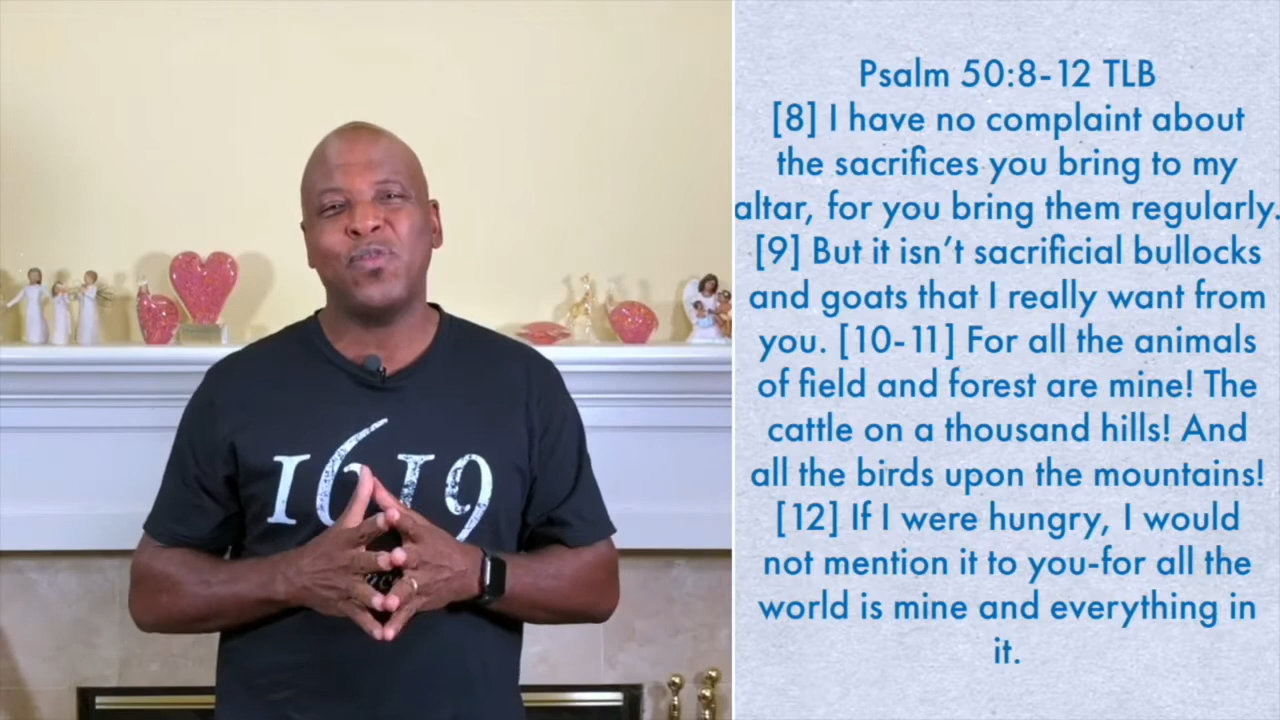 1619
Psalm 50:8-12 TLB
[8] I have no complaint about
the sacrifices you bring to my
altar, for you bring them regularly.
[9] But it isn’t sacrificial bullocks
and goats that I really want from
you. [10-11] For all the animals
of field and forest are mine! The
cattle on a thousand hills! And
all the birds upon the mountains!
[12] If I were hungry, I would
not mention it to you-for all the
world is mine and everything in
it.